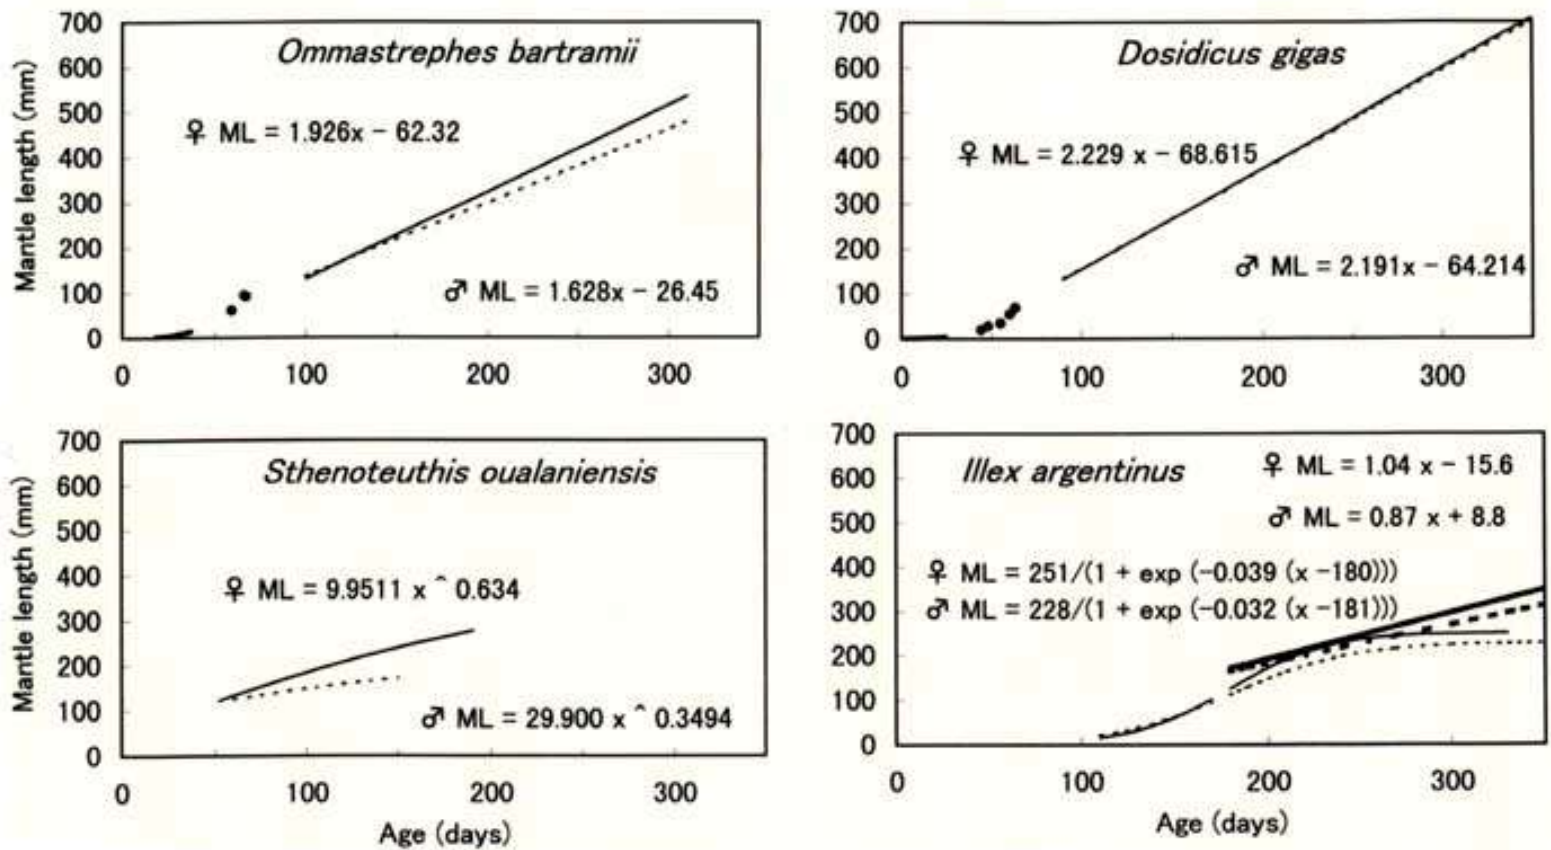 Ommastrephes bartramii
♀ ML = 1.926x − 62.32
♂ ML = 1.628x − 26.45
Mantle length (mm)
700
600
500
400
300
200
100
0
0 100 200 300
Dosidicus gigas
♀ ML = 2.229 x − 68.615
♂ ML = 2.191x − 64.214
700
600
500
400
300
200
100
0
0 100 200 300
Sthenoteuthis oualaniensis
♀ ML = 9.9511 x ^ 0.634
♂ ML = 29.900 x ^ 0.3494
Mantle length (mm)
700
600
500
400
300
200
100
0
0 100 200 300
Age (days)
Illex argentinus
♀ ML = 1.04 x − 15.6
♂ ML = 0.87 x + 8.8
♀ ML = 251/(1 + exp (−0.039 (x −180)))
♂ ML = 228/(1 + exp (−0.032 (x −181)))
700
600
500
400
300
200
100
0
0 100 200 300
Age (days)